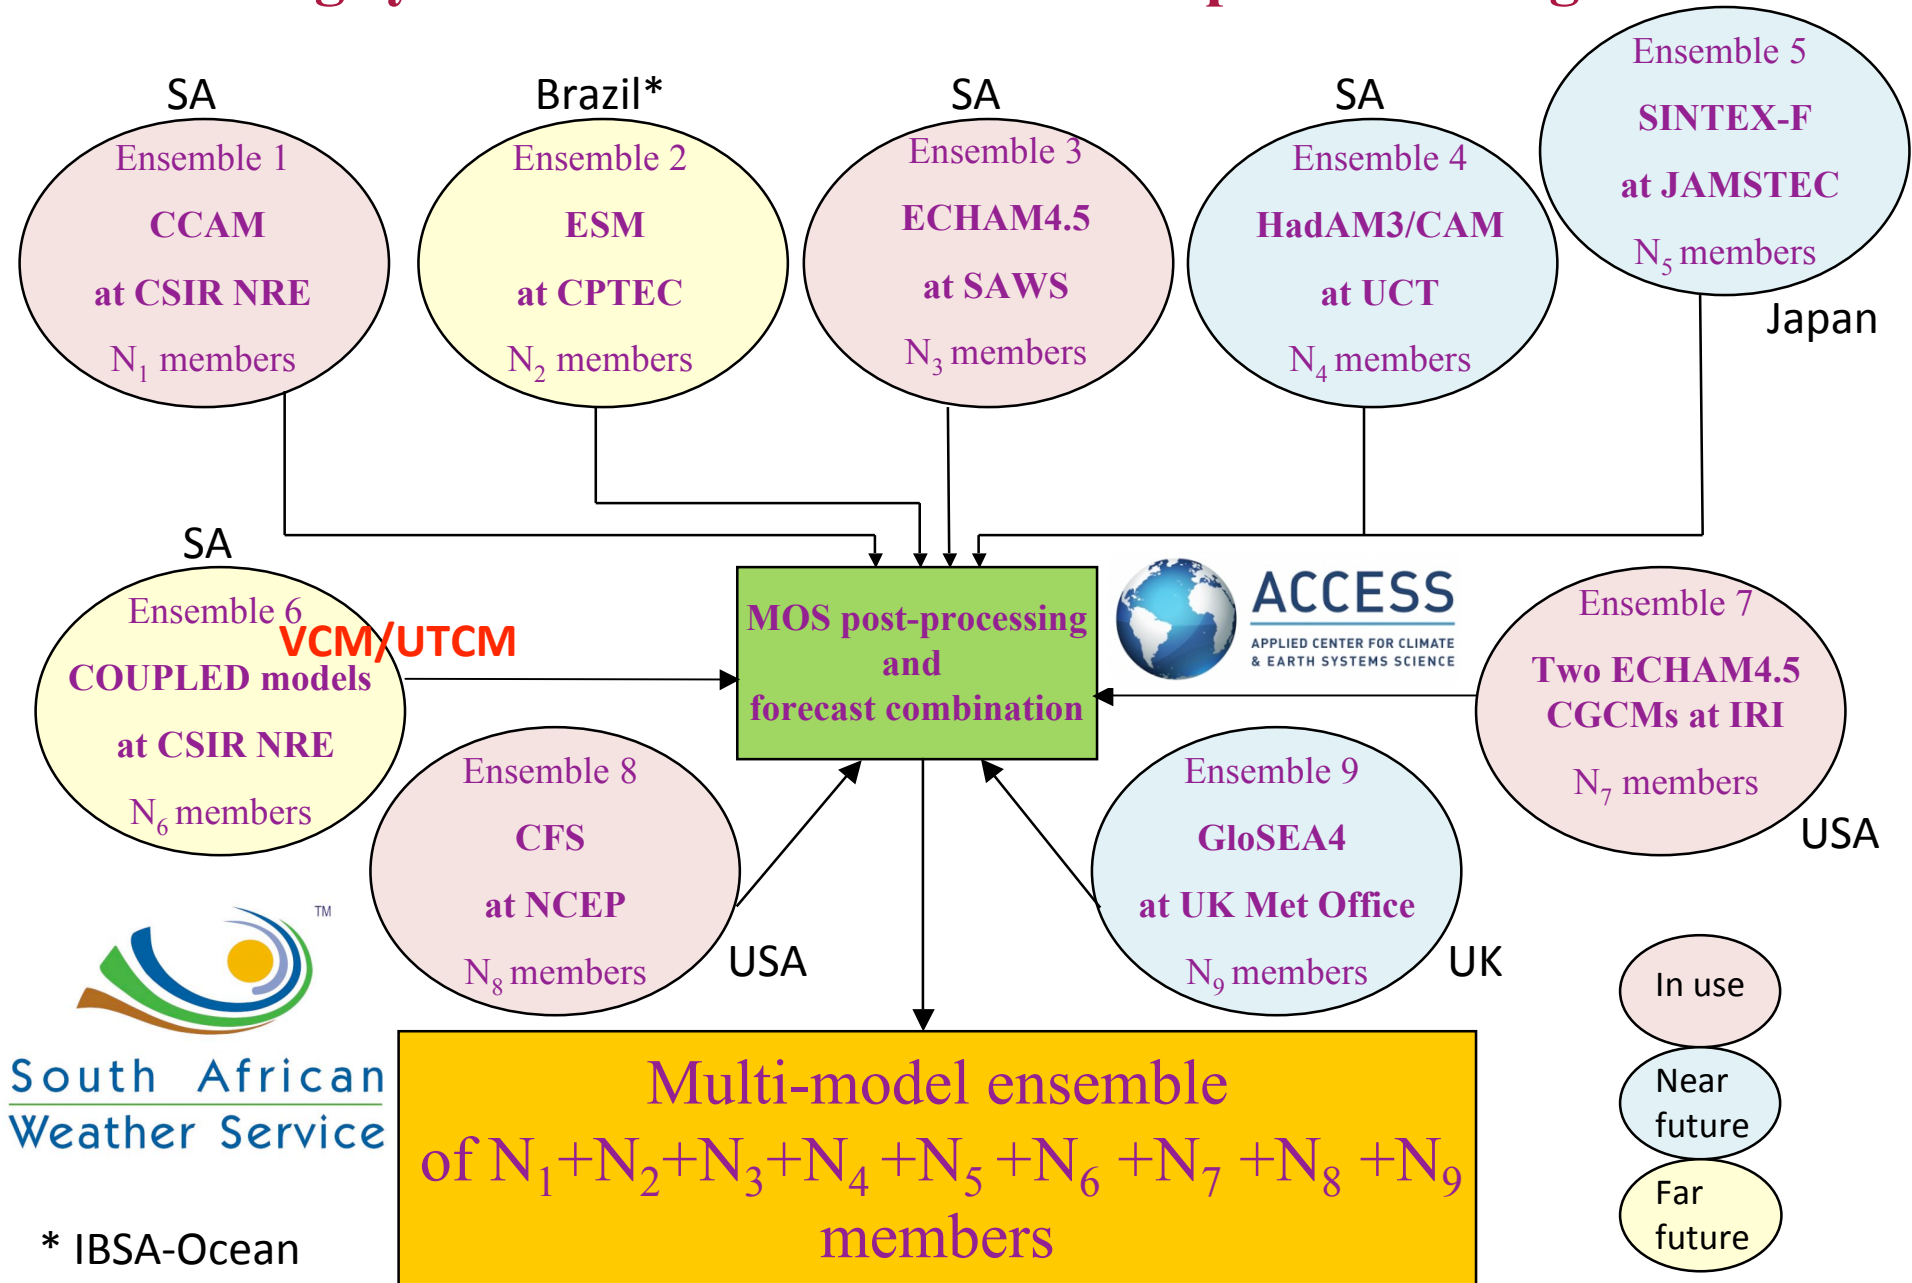 SA
Brazil*
SA
SA
Ensemble 5
SINTEX-F
at JAMSTEC
N₅ members
Japan
Ensemble 1
CCAM
at CSIR NRE
N₁ members
Ensemble 2
ESM
at CPTEC
N₂ members
Ensemble 3
ECHAM4.5
at SAWS
N₃ members
Ensemble 4
HadAM3/CAM
at UCT
N₄ members
SA
Ensemble 6
VCM/UTCM
COUPLED models
at CSIR NRE
N₆ members
MOS post-processing
and
forecast combination
ACCESS
APPLIED CENTER FOR CLIMATE
& EARTH SYSTEMS SCIENCE
Ensemble 7
Two ECHAM4.5
CGCMs at IRI
N₇ members
USA
Ensemble 8
CFS
at NCEP
N₈ members
USA
Ensemble 9
GloSEA4
at UK Met Office
N₉ members
UK
TM
South African
Weather Service
In use
Near
future
Far
future
Multi-model ensemble
of N₁+N₂+N₃+N₄ +N₅ +N₆ +N₇ +N₈ +N₉
members
* IBSA-Ocean